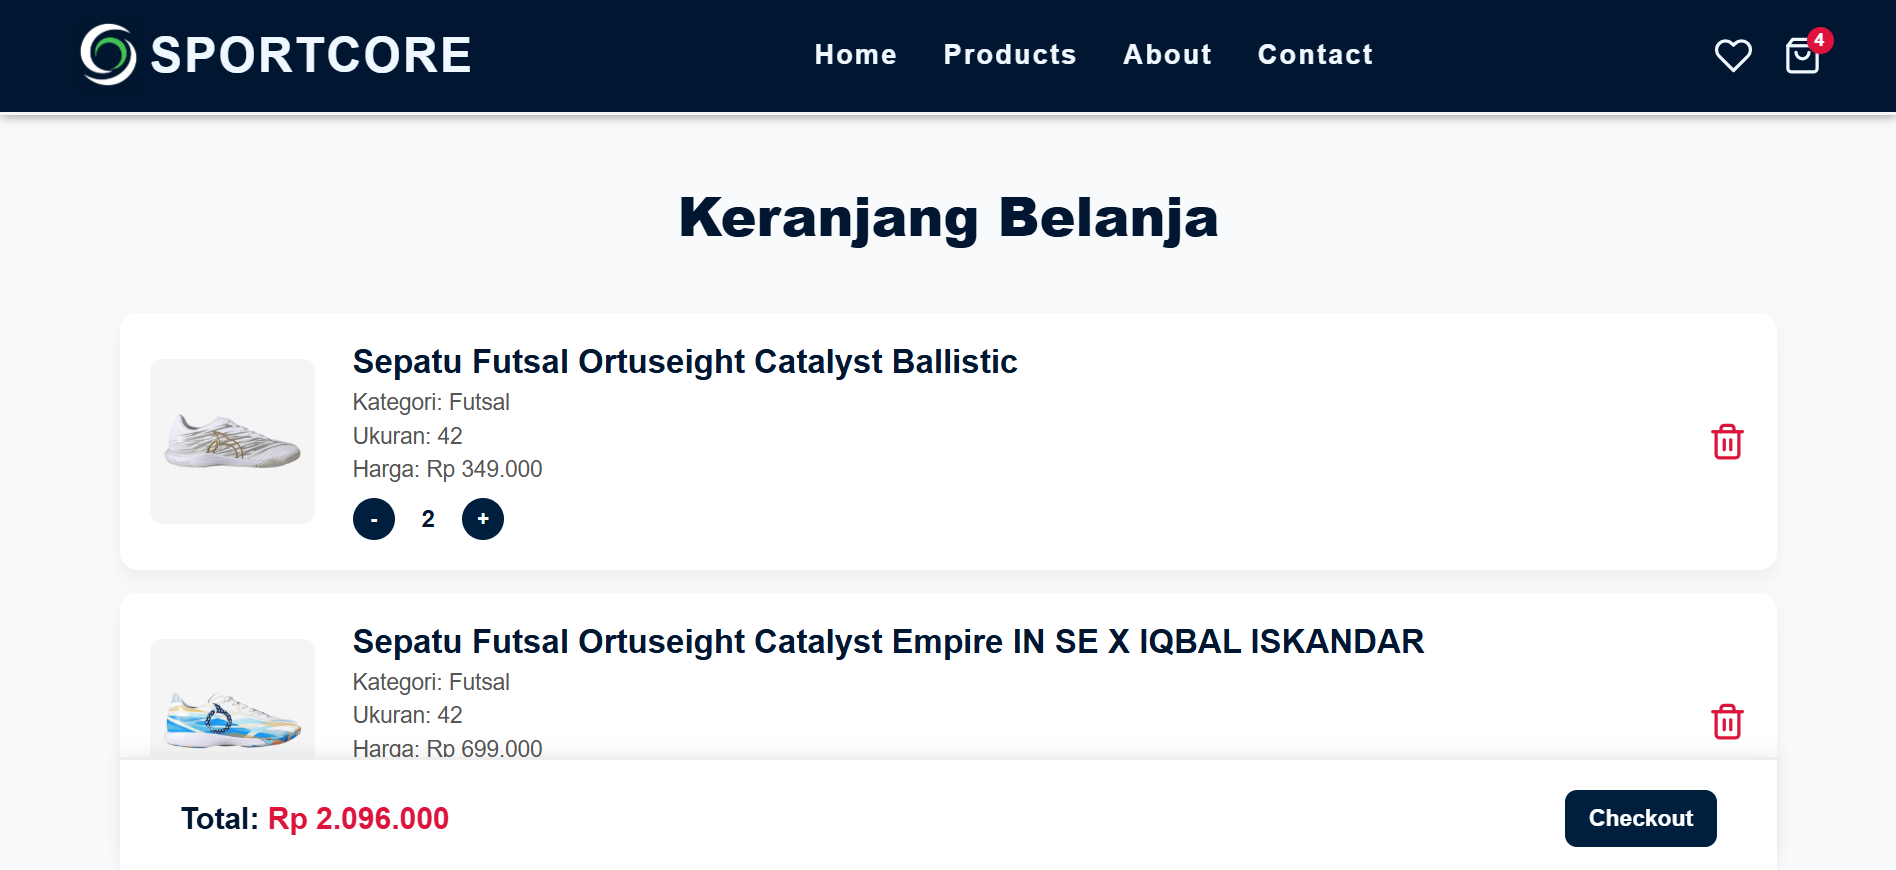 SPORTCORE
Home Products About Contact
4
Keranjang Belanja
Sepatu Futsal Ortuseight Catalyst Ballistic
Kategori: Futsal
Ukuran: 42
Harga: Rp 349.000
- 2 +
Sepatu Futsal Ortuseight Catalyst Empire IN SE X IQBAL ISKANDAR
Kategori: Futsal
Ukuran: 42
Harga: Rp 699.000
Total: Rp 2.096.000
Checkout